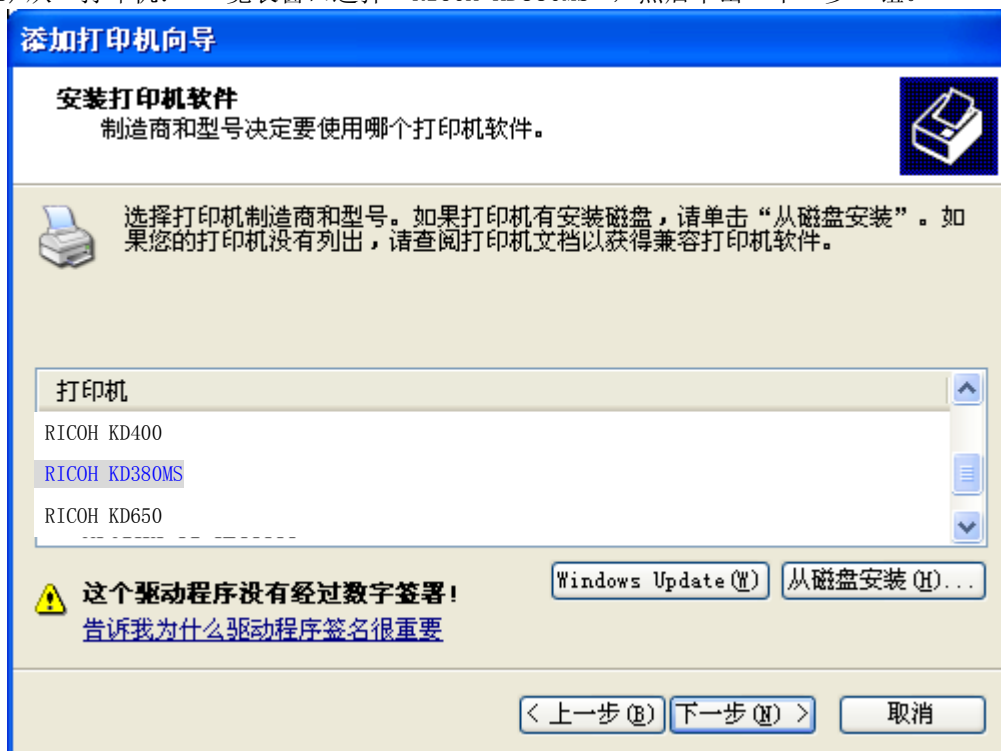 添加打印机向导
安装打印机软件
制造商和型号决定要使用哪个打印机软件。
选择打印机制造商和型号。如果打印机有安装磁盘，请单击“从磁盘安装”。如
果您的打印机没有列出，请查阅打印机文档以获得兼容打印机软件。
打印机
RICOH KD400
RICOH KD380MS
RICOH KD650
这个驱动程序没有经过数字签署！
告诉我为什么驱动程序签名很重要
Windows Update(W) 从磁盘安装(H)...
< 上一步(B) 下一步(N) > 取消